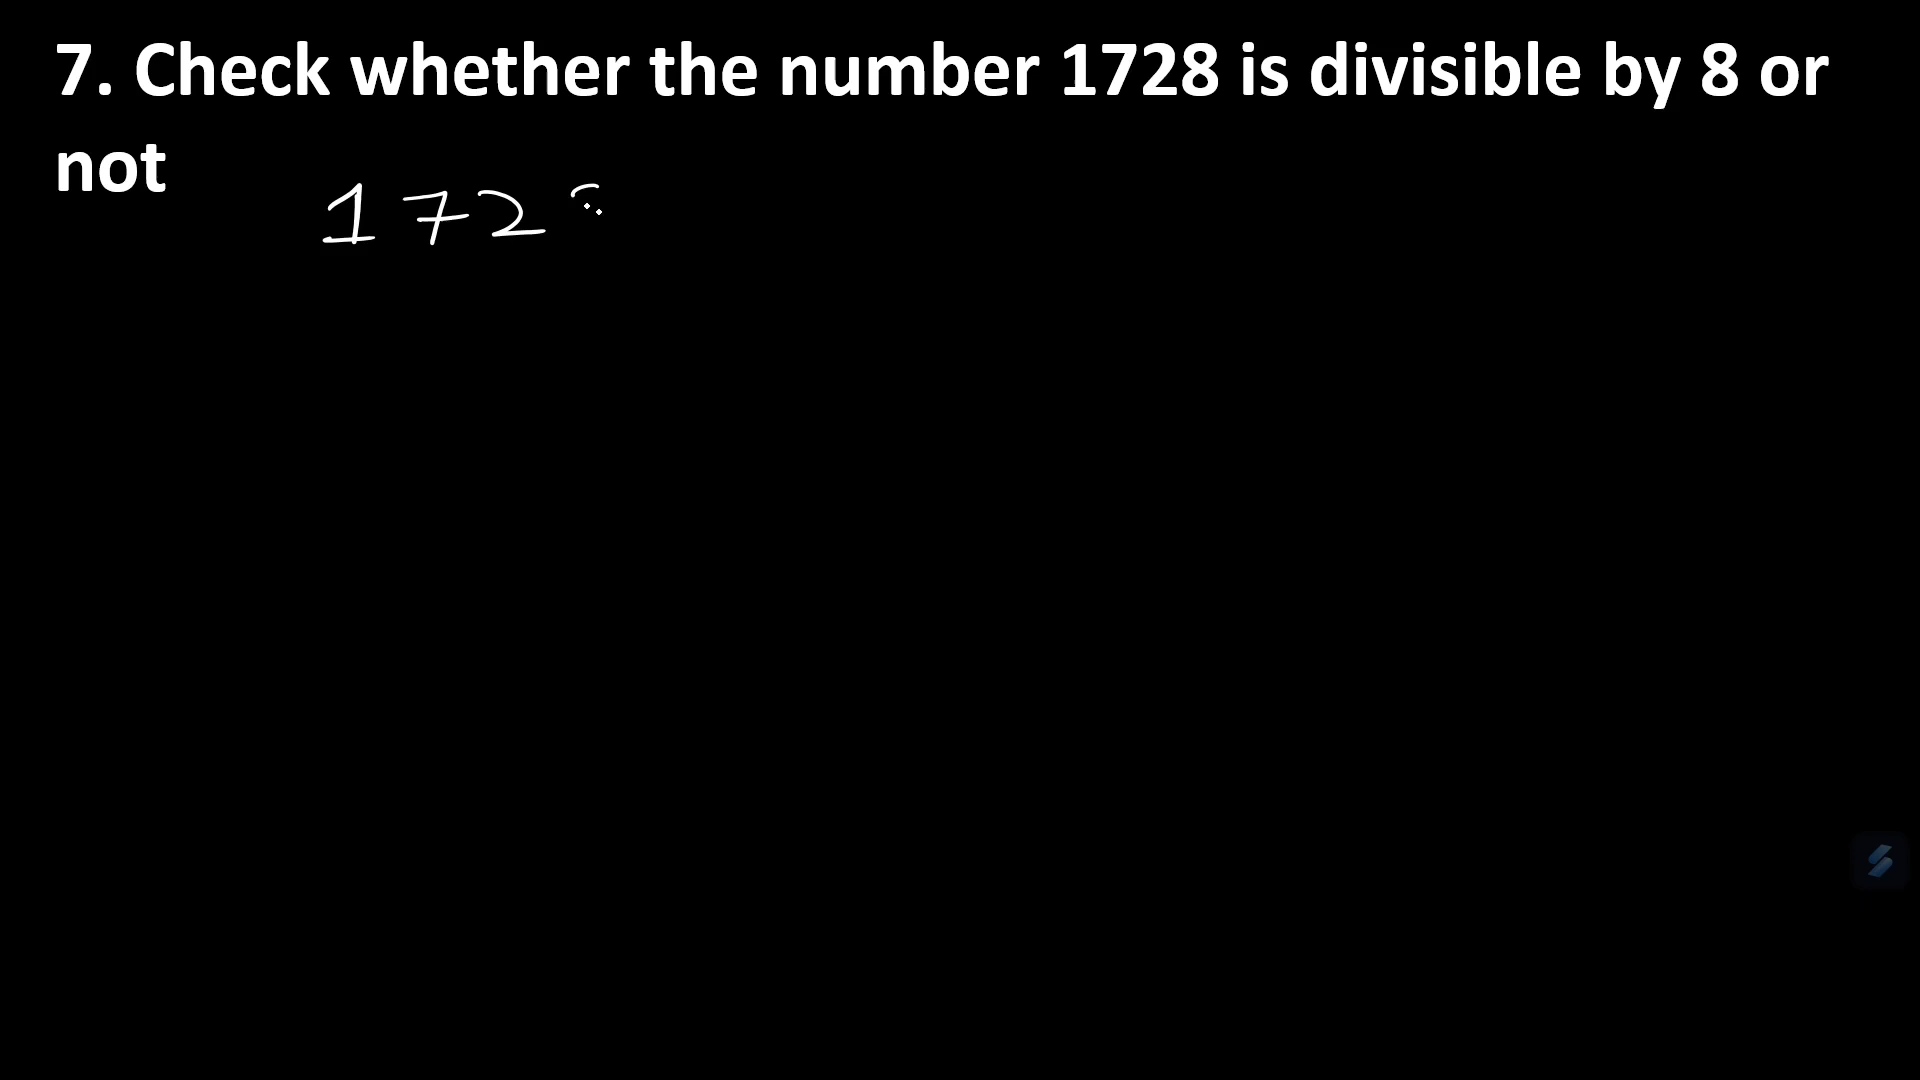 7. Check whether the number 1728 is divisible by 8 or
not
172